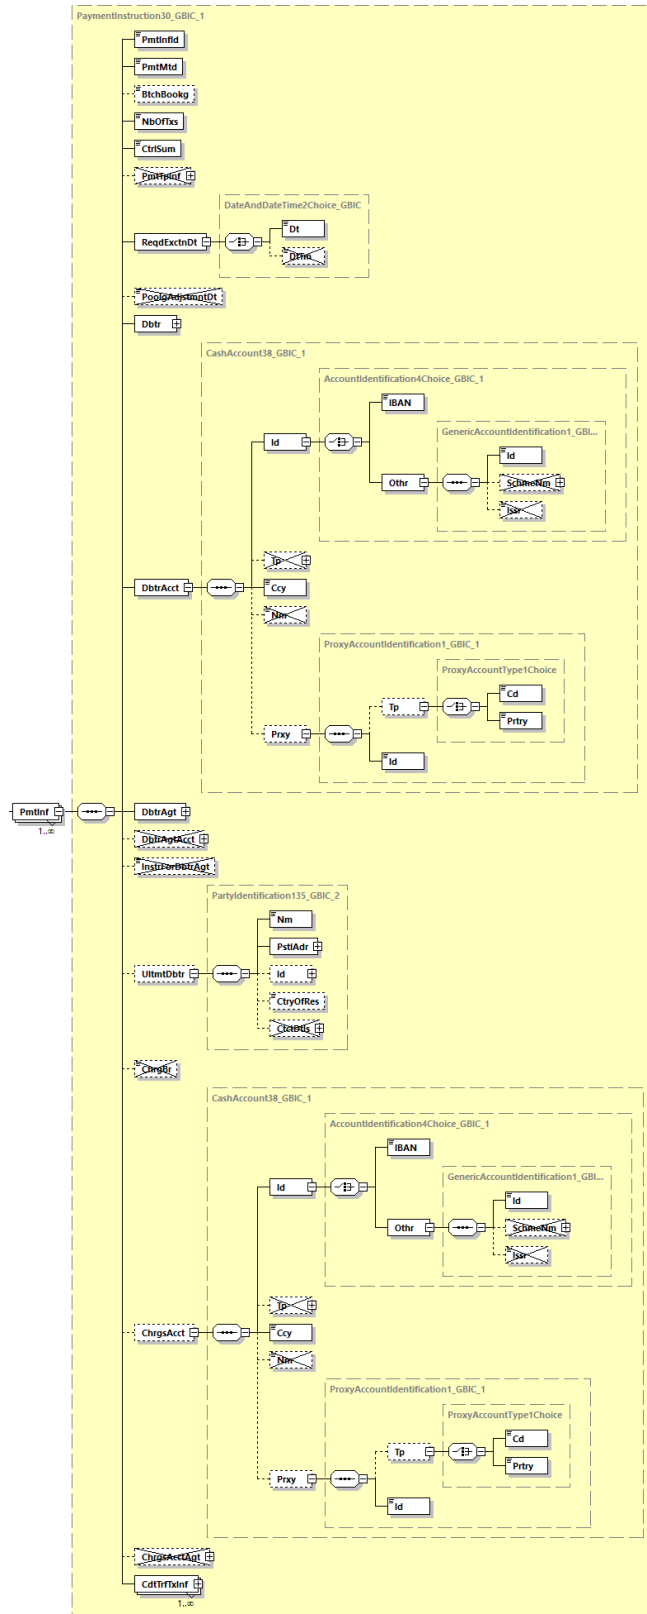 PaymentInstruction30_GBIC_1
PmtInfId
PmtMtd
BtchBookg
NbOfTxs
CtrlSum
PmtTpInf
DateAndDateTime2Choice_GBIC
Dt
ReqdExctnDt
DtTm
PoolgAdjstmntDt
Dbtr
CashAccount38_GBIC_1
AccountIdentification4Choice_GBIC_1
IBAN
GenericAccountIdentification1_GBI...
Id
Id
Othr
SchmeNm
Issr
Tp
DbtrAcct
Ccy
Nm
ProxyAccountIdentification1_GBIC_1
ProxyAccountType1Choice
Cd
Tp
Prtry
Prxy
Id
PmtInf
1..∞
DbtrAgt
DbtrAgtAcct
InstrForDbtrAgt
PartyIdentification135_GBIC_2
Nm
PstlAdr
UltmtDbtr
Id
CtryOfRes
CtctDtls
ChrgBr
CashAccount38_GBIC_1
AccountIdentification4Choice_GBIC_1
IBAN
GenericAccountIdentification1_GBI...
Id
Id
Othr
SchmeNm
Issr
Tp
ChrgsAcct
Ccy
Nm
ProxyAccountIdentification1_GBIC_1
ProxyAccountType1Choice
Cd
Tp
Prtry
Prxy
Id
ChrgsAcctAgt
CdtTrfTxInf
1..∞